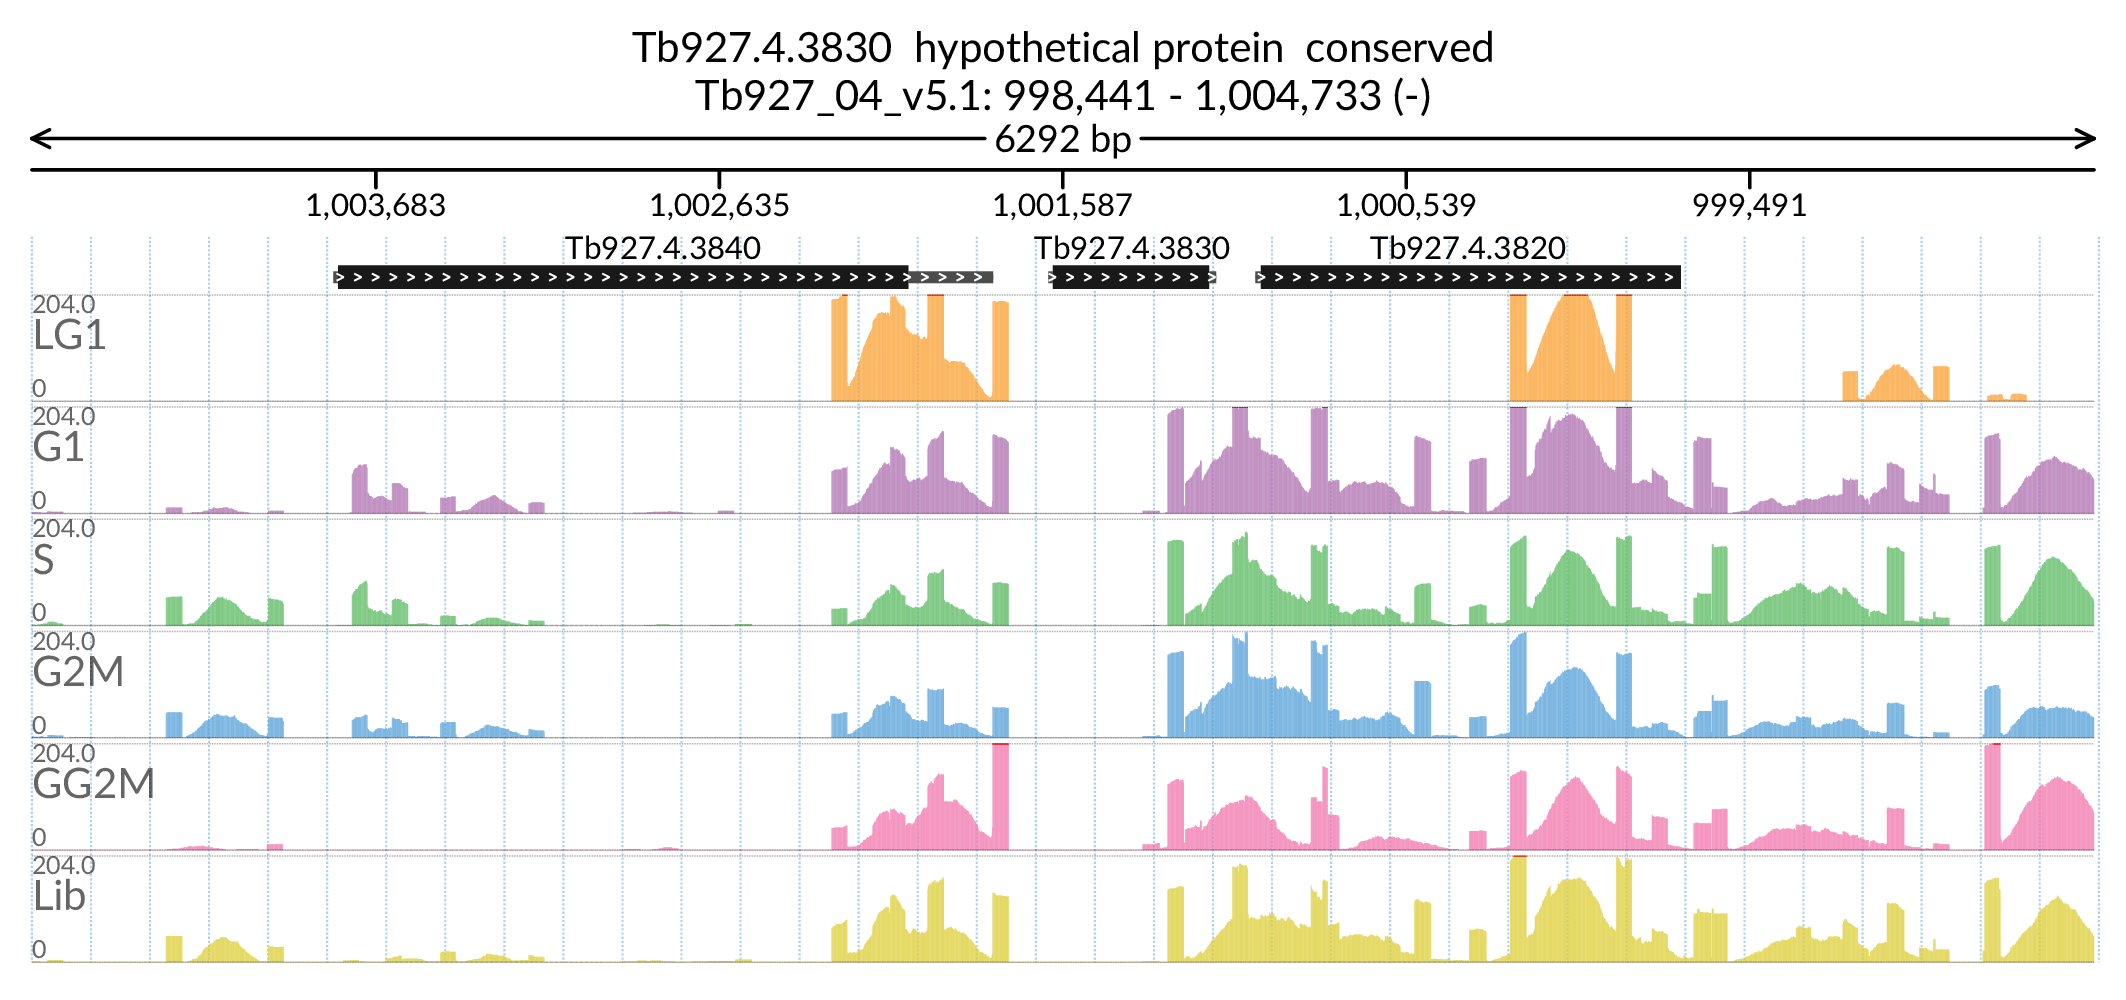 Tb927.4.3830  hypothetical protein  conserved
Tb927_04_v5.1: 998,441 - 1,004,733 (-)
6292 bp
1,003,683 1,002,635 1,001,587 1,000,539 999,491
Tb927.4.3840 Tb927.4.3830 Tb927.4.3820
204.0
LG1
0
204.0
G1
0
204.0
S
0
204.0
G2M
0
204.0
GG2M
0
204.0
Lib
0